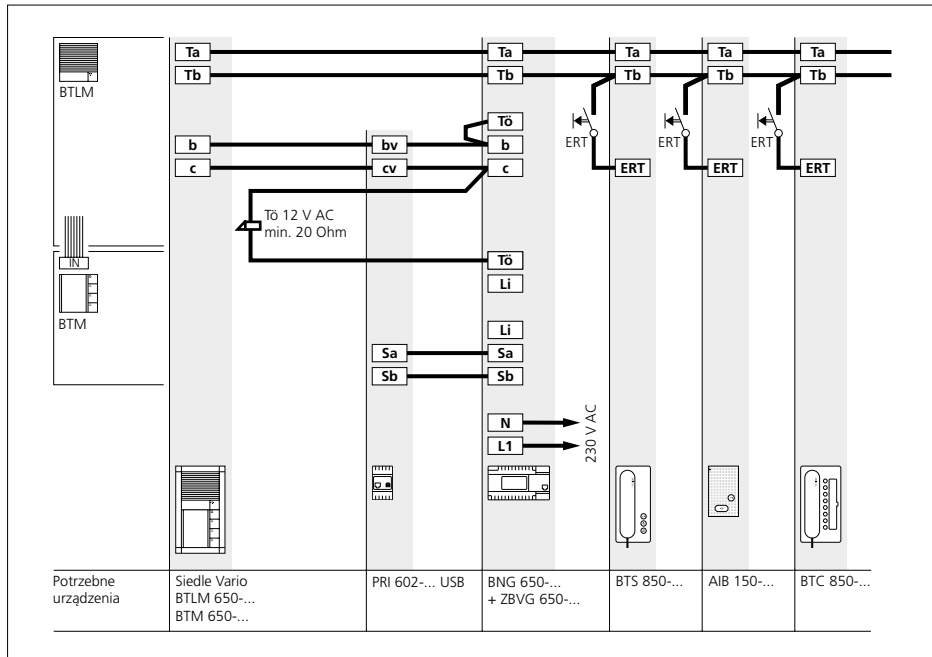 Ta Ta Ta Ta Ta
Tb Tb Tb Tb Tb
BTLM
Tö
b bv b
ERT ERT ERT
c cv c ERT ERT ERT
Tö 12 V AC
min. 20 Ohm
IN
Tö
Li
BTM
Li
Sa Sa
Sb Sb
N
L1
230 V AC
Potrzebne
urządzenia
Siedle Vario
BTLM 650-...
BTM 650-...
PRI 602-... USB
BNG 650-...
+ ZBVG 650-...
BTS 850-...
AIB 150-...
BTC 850-...